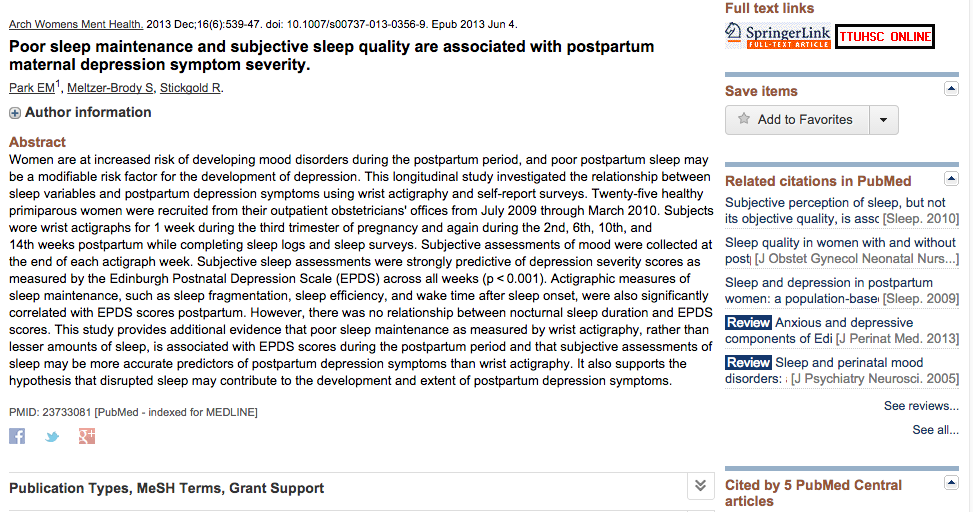 Arch Womens Ment Health. 2013 Dec;16(6):539-47. doi: 10.1007/s00737-013-0356-9. Epub 2013 Jun 4.
Poor sleep maintenance and subjective sleep quality are associated with postpartum
maternal depression symptom severity.
Park EM1, Meltzer-Brody S, Stickgold R.
Author information
Abstract
Women are at increased risk of developing mood disorders during the postpartum period, and poor postpartum sleep may
be a modifiable risk factor for the development of depression. This longitudinal study investigated the relationship between
sleep variables and postpartum depression symptoms using wrist actigraphy and self-report surveys. Twenty-five healthy
primiparous women were recruited from their outpatient obstetricians' offices from July 2009 through March 2010. Subjects
wore wrist actigraphs for 1 week during the third trimester of pregnancy and again during the 2nd, 6th, 10th, and
14th weeks postpartum while completing sleep logs and sleep surveys. Subjective assessments of mood were collected at
the end of each actigraph week. Subjective sleep assessments were strongly predictive of depression severity scores as
measured by the Edinburgh Postnatal Depression Scale (EPDS) across all weeks (p < 0.001). Actigraphic measures of
sleep maintenance, such as sleep fragmentation, sleep efficiency, and wake time after sleep onset, were also significantly
correlated with EPDS scores postpartum. However, there was no relationship between nocturnal sleep duration and EPDS
scores. This study provides additional evidence that poor sleep maintenance as measured by wrist actigraphy, rather than
lesser amounts of sleep, is associated with EPDS scores during the postpartum period and that subjective assessments of
sleep may be more accurate predictors of postpartum depression symptoms than wrist actigraphy. It also supports the
hypothesis that disrupted sleep may contribute to the development and extent of postpartum depression symptoms.
PMID: 23733081 [PubMed - indexed for MEDLINE]
Publication Types, MeSH Terms, Grant Support
Full text links
SpringerLink
FULL-TEXT ARTICLE
TTUHSC ONLINE
Save items
Add to Favorites
Related citations in PubMed
Subjective perception of sleep, but not
its objective quality, is assc [Sleep. 2010]
Sleep quality in women with and without
post [J Obstet Gynecol Neonatal Nurs...]
Sleep and depression in postpartum
women: a population-base [Sleep. 2009]
Review Anxious and depressive
components of Edi [J Perinat Med. 2013]
Review Sleep and perinatal mood
disorders: [J Psychiatry Neurosci. 2005]
See reviews...
See all...
Cited by 5 PubMed Central
articles